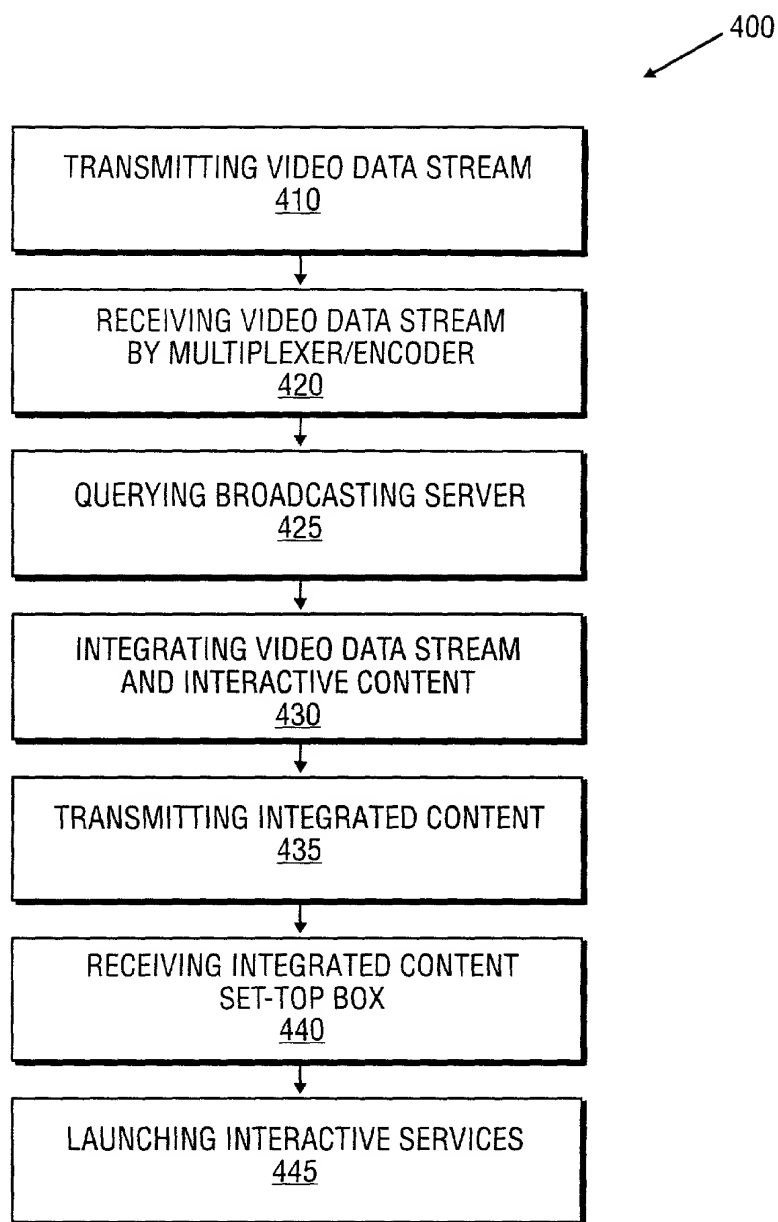 400
TRANSMITTING VIDEO DATA STREAM
410
RECEIVING VIDEO DATA STREAM
BY MULTIPLEXER/ENCODER
420
QUERYING BROADCASTING SERVER
425
INTEGRATING VIDEO DATA STREAM
AND INTERACTIVE CONTENT
430
TRANSMITTING INTEGRATED CONTENT
435
RECEIVING INTEGRATED CONTENT
SET-TOP BOX
440
LAUNCHING INTERACTIVE SERVICES
445